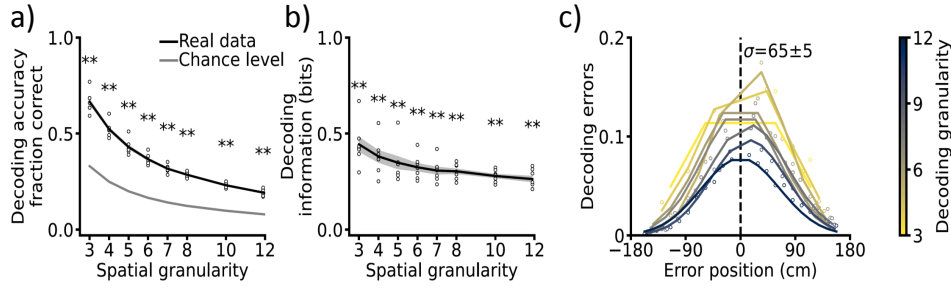 a)
Decoding accuracy
fraction correct
1.0
0.5
0.0
Real data
Chance level
** ** ** ** ** ** ** **
3 4 5 6 7 8 10 12
Spatial granularity
b)
Decoding
information (bits)
1.0
0.5
0.0
** ** ** ** ** ** ** **
3 4 5 6 7 8 10 12
Spatial granularity
c)
Decoding errors
0.2
0.1
0
σ=65±5
−180 −90 0 90 180
Error position (cm)
12
9
6
3
Decoding granularity